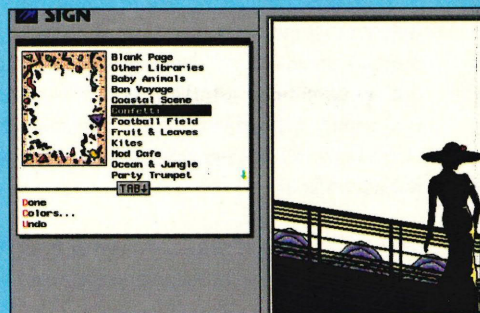 SIGN
Blank Page
Other Libraries
Baby Animals
Bon Voyage
Coastal Scene
Confetti
Football Field
Fruit & Leaves
Kites
Mod Cafe
Ocean & Jungle
Party Trumpet
TAB↓
Done
Colors...
Undo